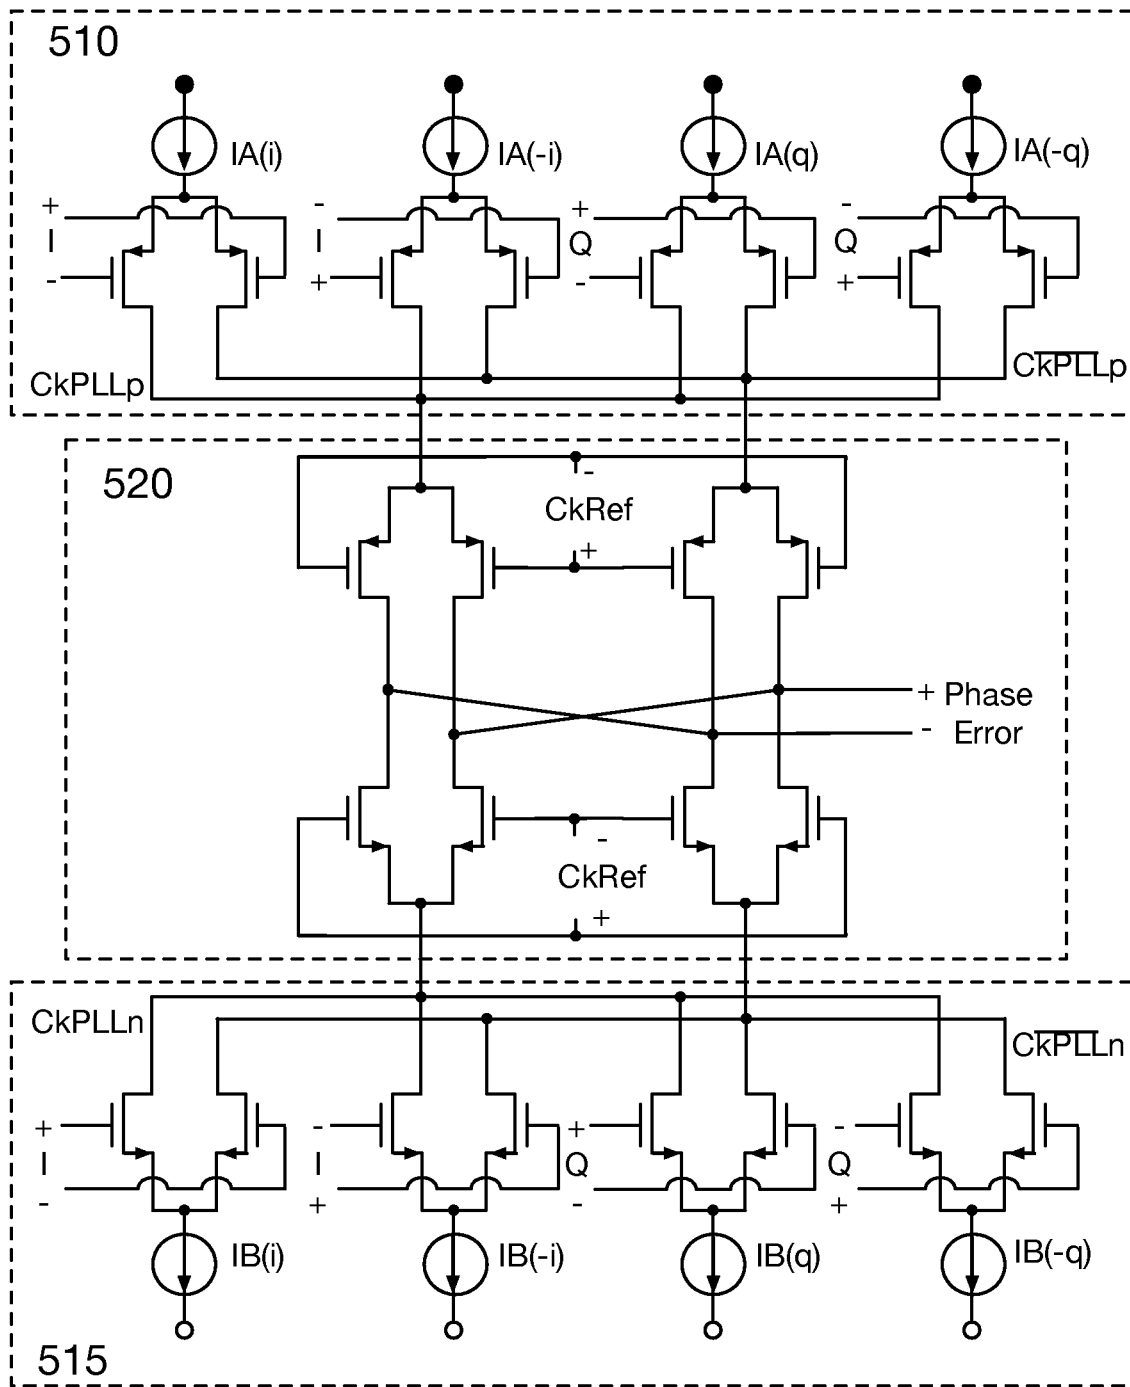 510
IA(i)
IA(-i)
IA(q)
IA(-q)
+ - + -
I I Q Q
- + - +
CkPLLp
CkPLLp
520
-
CkRef
+
+ Phase
- Error
-
CkRef
+
CkPLLn
CkPLLn
+ - + -
I I Q Q
- + - +
IB(i)
IB(-i)
IB(q)
IB(-q)
515